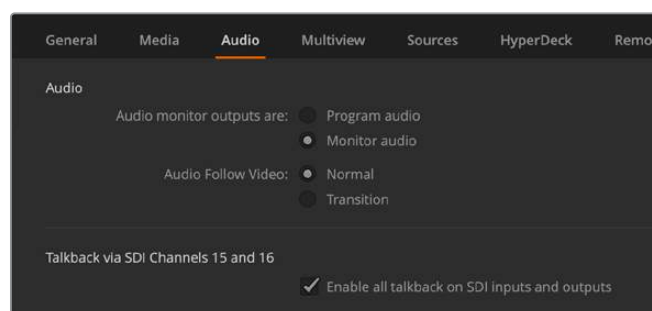 General Media Audio Multiview Sources HyperDeck
Audio
Audio monitor outputs are: Program audio
Monitor audio
Audio Follow Video: Normal
Transition
Talkback via SDI Channels 15 and 16
Enable all talkback on SDI inputs and outputs